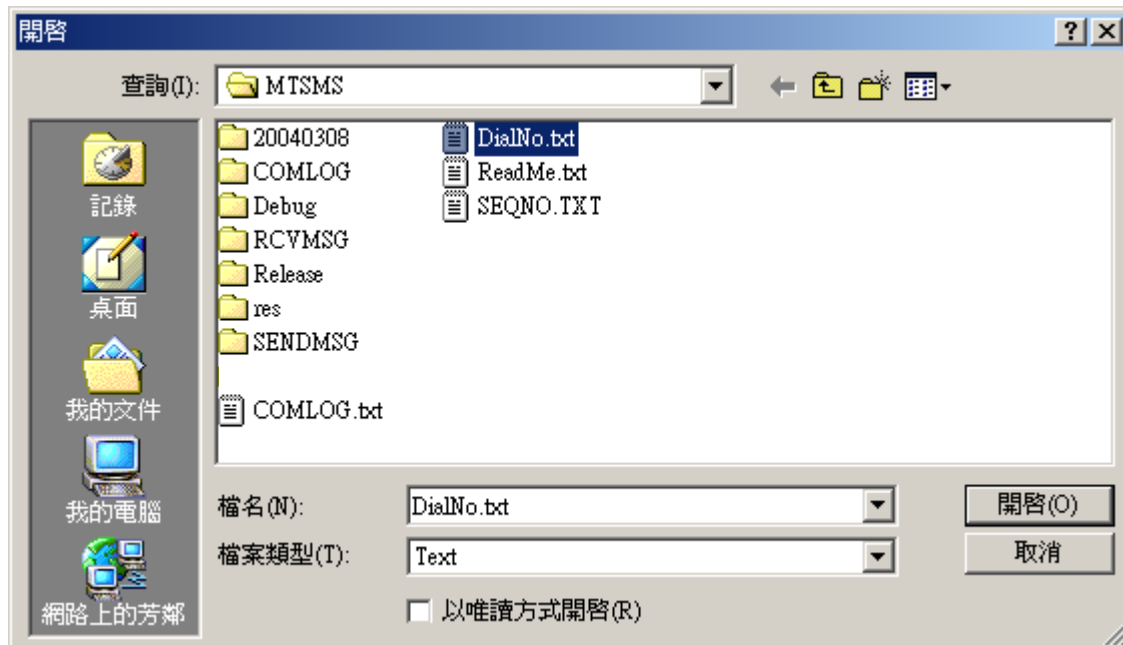 開啓
查詢(I): MTSMS
記錄
桌面
我的文件
我的電腦
網路上的芳鄰
20040308
COMLOG
Debug
RCVMSG
Release
res
SENDMSG
COMLOG.txt
DialNo.txt
ReadMe.txt
SEQNO.TXT
檔名(N): DialNo.txt 開啓(O)
檔案類型(T): Text 取消
以唯讀方式開啓(R)